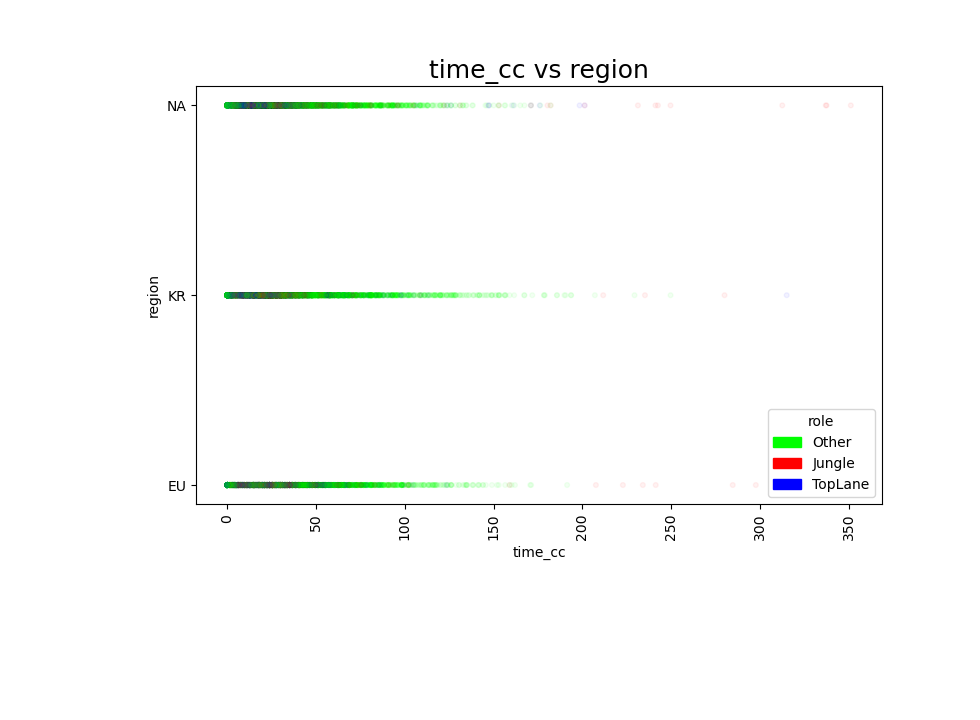 time_cc vs region
NA
KR
EU
region
0
50
100
150
200
250
300
350
time_cc
role
Other
Jungle
TopLane